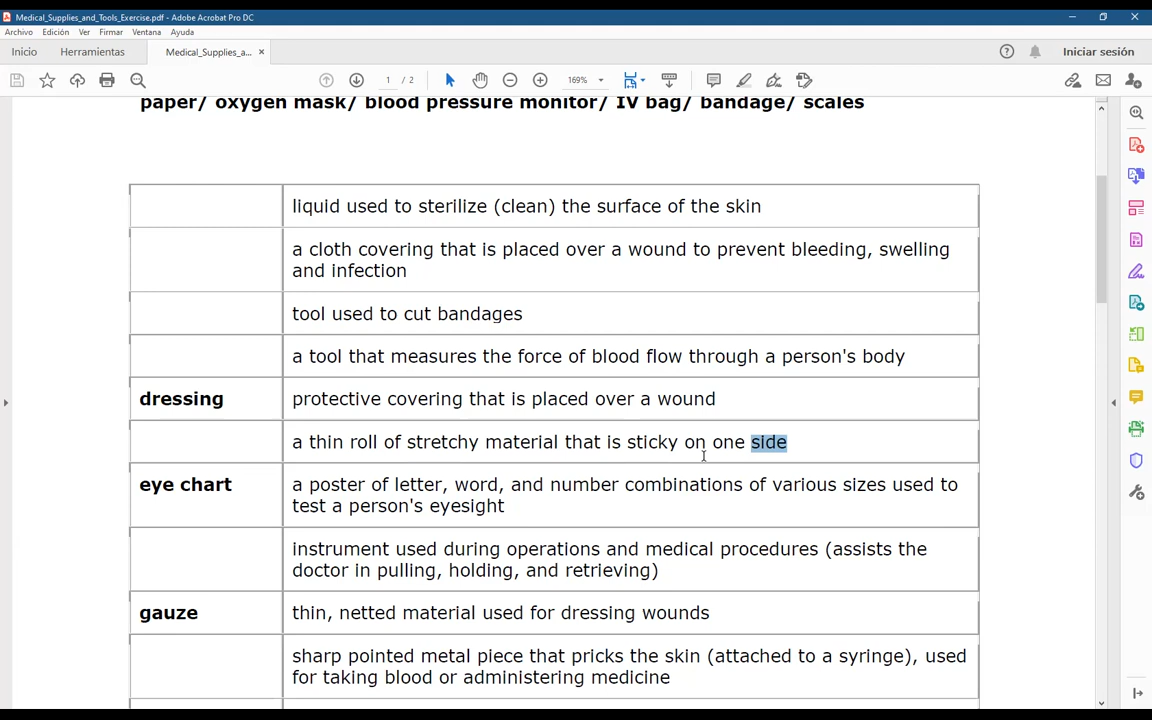 Medical_Supplies_and_Tools_Exercise.pdf - Adobe Acrobat Pro DC
Archivo Edición Ver Firmar Ventana Ayuda
Inicio Herramientas Medical_Supplies_a... × Iniciar sesión
1 / 2 169%
paper/ oxygen mask/ blood pressure monitor/ IV bag/ bandage/ scales
liquid used to sterilize (clean) the surface of the skin
a cloth covering that is placed over a wound to prevent bleeding, swelling
and infection
tool used to cut bandages
a tool that measures the force of blood flow through a person's body
dressing protective covering that is placed over a wound
a thin roll of stretchy material that is sticky on one side
eye chart a poster of letter, word, and number combinations of various sizes used to
test a person's eyesight
instrument used during operations and medical procedures (assists the
doctor in pulling, holding, and retrieving)
gauze thin, netted material used for dressing wounds
sharp pointed metal piece that pricks the skin (attached to a syringe), used
for taking blood or administering medicine